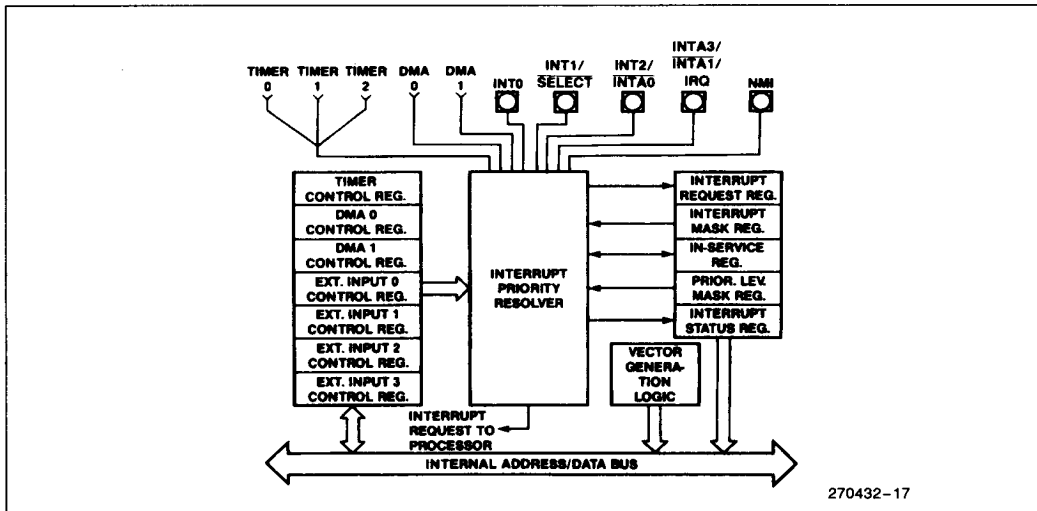 TIMER TIMER TIMER DMA DMA
0 1 2 0 1
INT0
INT1/
SELECT
INT2/
INTA0
INTA3/
INTA1/
IRQ
NMI
TIMER
CONTROL REG.
DMA 0
CONTROL REG.
DMA 1
CONTROL REG.
EXT. INPUT 0
CONTROL REG.
EXT. INPUT 1
CONTROL REG.
EXT. INPUT 2
CONTROL REG.
EXT. INPUT 3
CONTROL REG.
INTERRUPT
PRIORITY
RESOLVER
INTERRUPT
REQUEST REG.
INTERRUPT
MASK REG.
IN-SERVICE
REG.
PRIOR. LEV.
MASK REG.
INTERRUPT
STATUS REG.
VECTOR
GENERA-
TION
LOGIC
INTERRUPT
REQUEST TO
PROCESSOR
INTERNAL ADDRESS/DATA BUS
270432-17